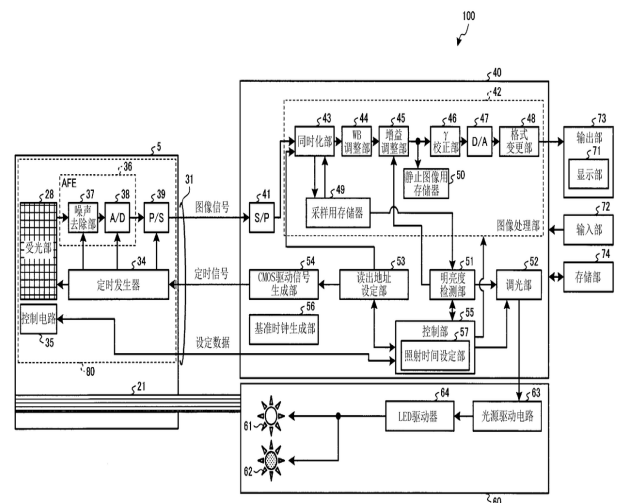 100
40
42
43
44
45
46
47
48
73
同时化部
WB
调整部
增益
调整部
γ
校正部
D/A
格式
变更部
输出部
71
显示部
5
36
31
AFE
28
37
38
39
41
49
静止图像用
存储器
50
受光部
噪声
去除部
A/D
P/S
图像信号
S/P
采样用存储器
图像处理部
72
输入部
34
定时发生器
定时信号
54
CMOS驱动信号
生成部
53
读出地址
设定部
51
明亮度
检测部
52
调光部
74
存储部
控制电路
35
56
基准时钟生成部
55
控制部
57
照射时间设定部
设定数据
80
21
64
63
LED驱动器
光源驱动电路
61
62
60